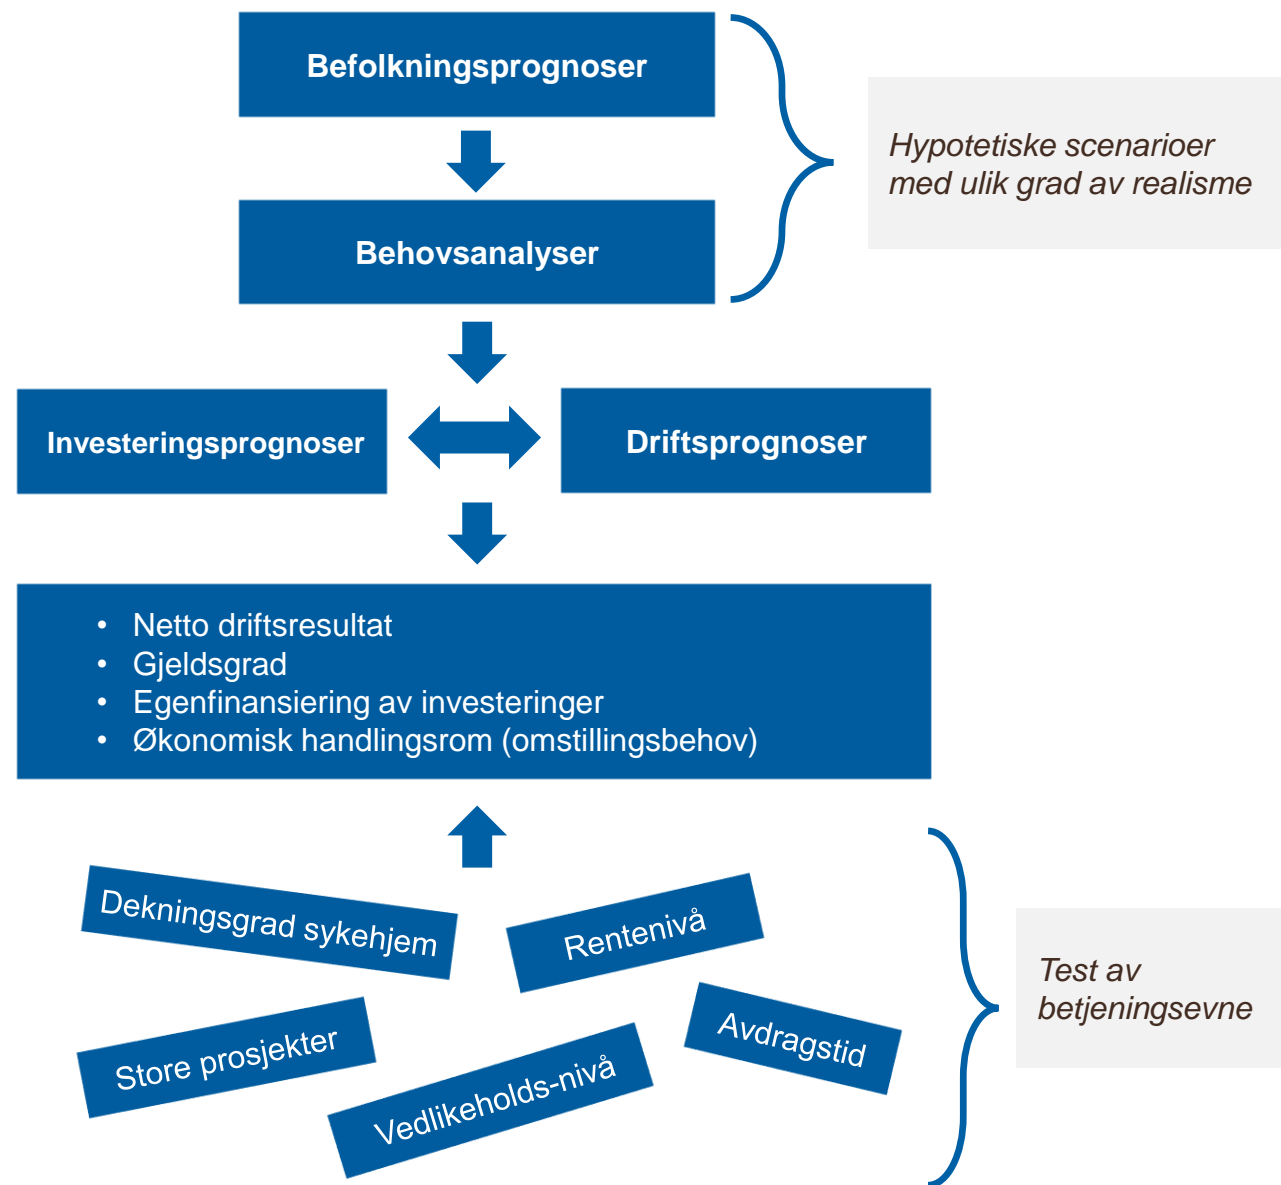 Befolkningsprognoser
Hypotetiske scenarioer
med ulik grad av realisme
Behovsanalyser
Investeringsprognoser
Driftsprognoser
• Netto driftsresultat
• Gjeldsgrad
• Egenfinansiering av investeringer
• Økonomisk handlingsrom (omstillingsbehov)
Dekningsgrad sykehjem
Rentenivå
Store prosjekter
Vedlikeholds-nivå
Avdragstid
Test av
betjeningsevne